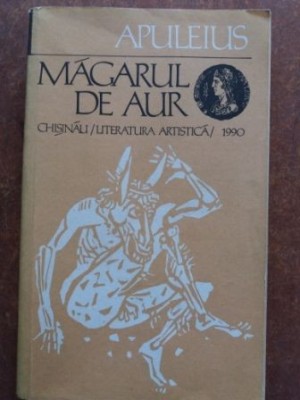 APULEIUS
MĂGARUL
DE AUR
CHIȘINĂU/LITERATURA ARTISTICĂ/ 1990